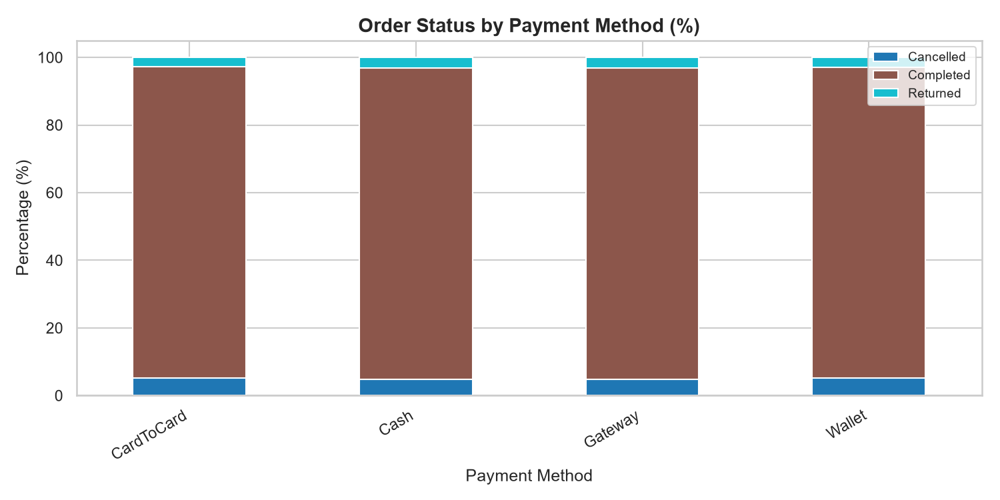 Order Status by Payment Method (%)
Cancelled
Completed
Returned
Percentage (%)
100
80
60
40
20
0
CardToCard
Cash
Gateway
Wallet
Payment Method